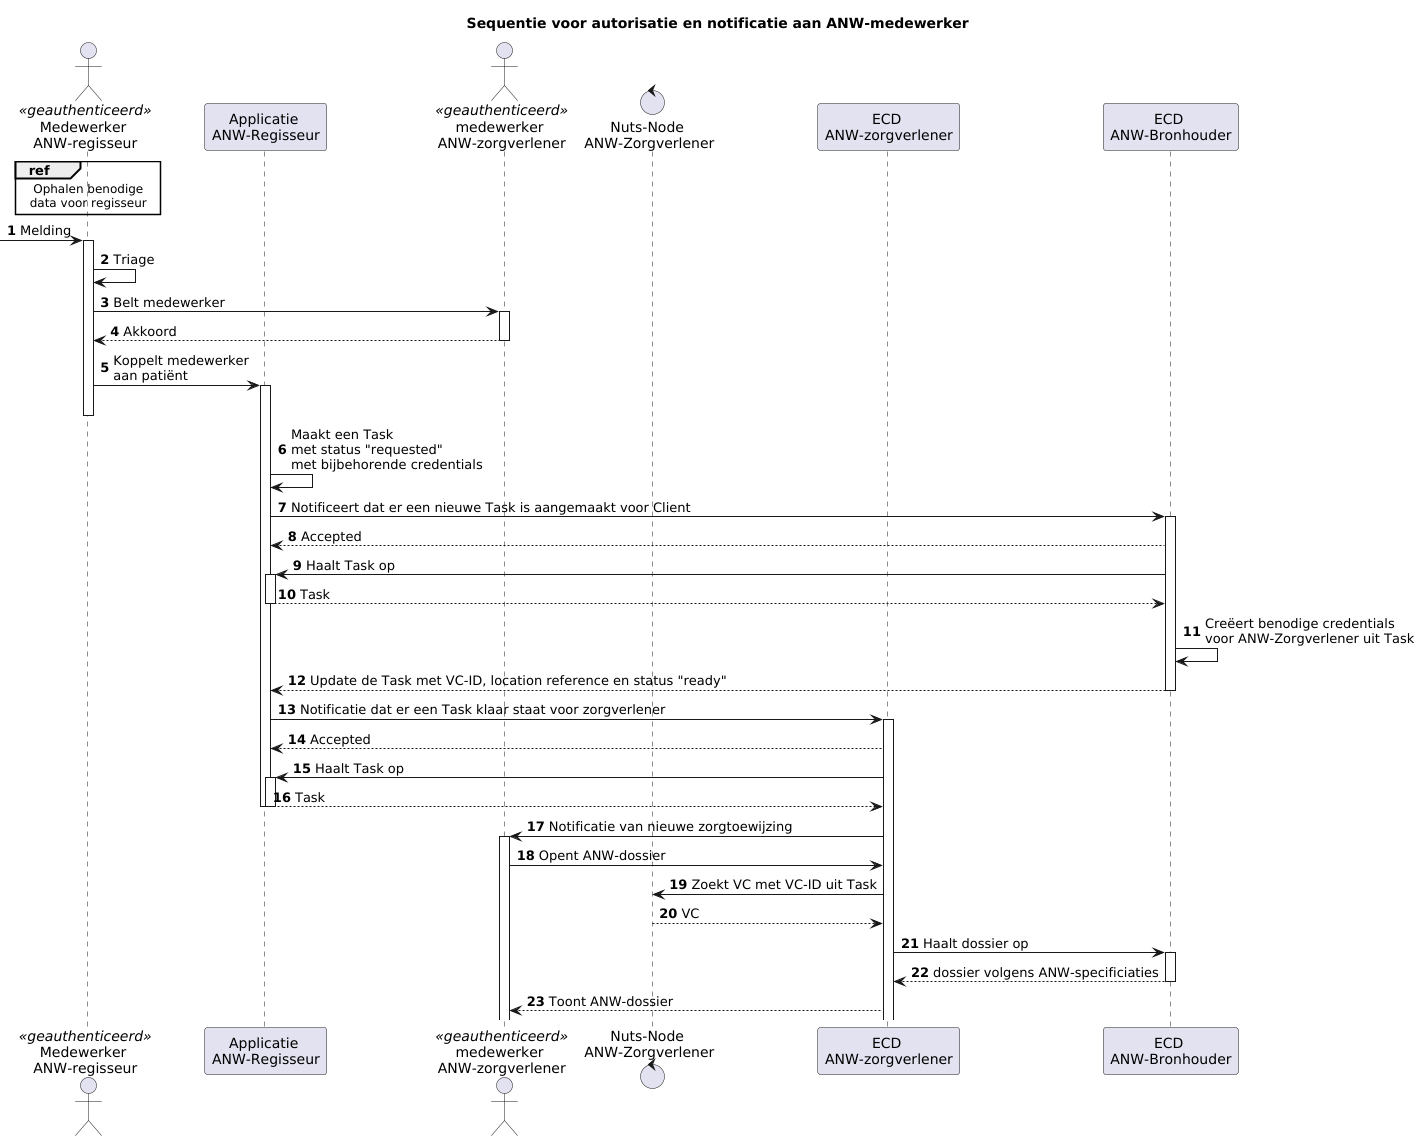 Sequentie voor autorisatie en notificatie aan ANW-medewerker
«geauthenticeerd»
Medewerker
ANW-regisseur
Applicatie
ANW-Regisseur
«geauthenticeerd»
medewerker
ANW-zorgverlener
Nuts-Node
ANW-Zorgverlener
ECD
ANW-zorgverlener
ECD
ANW-Bronhouder
ref
Ophalen benodige
data voor regisseur
1 Melding
2 Triage
3 Belt medewerker
4 Akkoord
5 Koppelt medewerker
aan patiënt
6 Maakt een Task
met status "requested"
met bijbehorende credentials
7 Notificeert dat er een nieuwe Task is aangemaakt voor Client
8 Accepted
9 Haalt Task op
10 Task
11 Creëert benodige credentials
voor ANW-Zorgverlener uit Task
12 Update de Task met VC-ID, location reference en status "ready"
13 Notificatie dat er een Task klaar staat voor zorgverlener
14 Accepted
15 Haalt Task op
16 Task
17 Notificatie van nieuwe zorgtoewijzing
18 Opent ANW-dossier
19 Zoekt VC met VC-ID uit Task
20 VC
21 Haalt dossier op
22 dossier volgens ANW-specificiaties
23 Toont ANW-dossier
«geauthenticeerd»
Medewerker
ANW-regisseur
Applicatie
ANW-Regisseur
«geauthenticeerd»
medewerker
ANW-zorgverlener
Nuts-Node
ANW-Zorgverlener
ECD
ANW-zorgverlener
ECD
ANW-Bronhouder